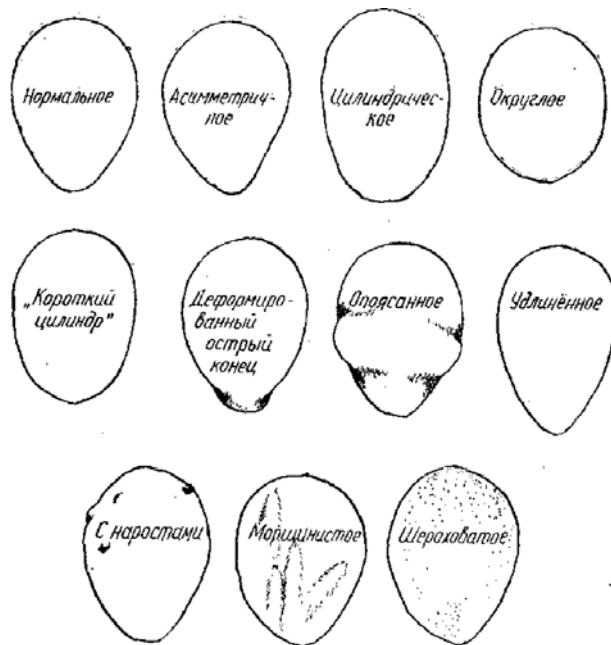 Нормальное
Асимметрич-
ное
Цилиндричес-
кое
Округлое
„Короткий
цилиндр"
Деформиро-
ванный
острый
конец
Опоясанное
Удлинённое
С наростами
Морщинистое
Шероховатое